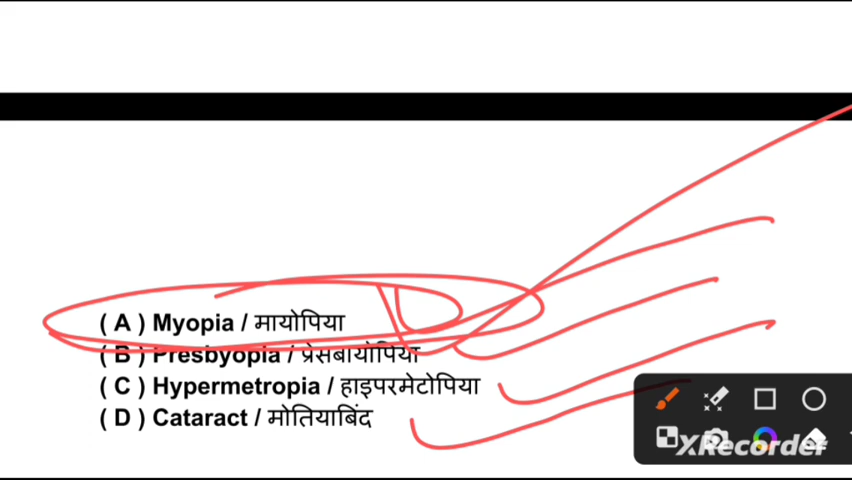 ( A ) Myopia / मायोपिया
( B ) Presbyopia / प्रेसबायोपिया
( C ) Hypermetropia / हाइपरमेटोपिया
( D ) Cataract / मोतियाबिंद
XRecorder